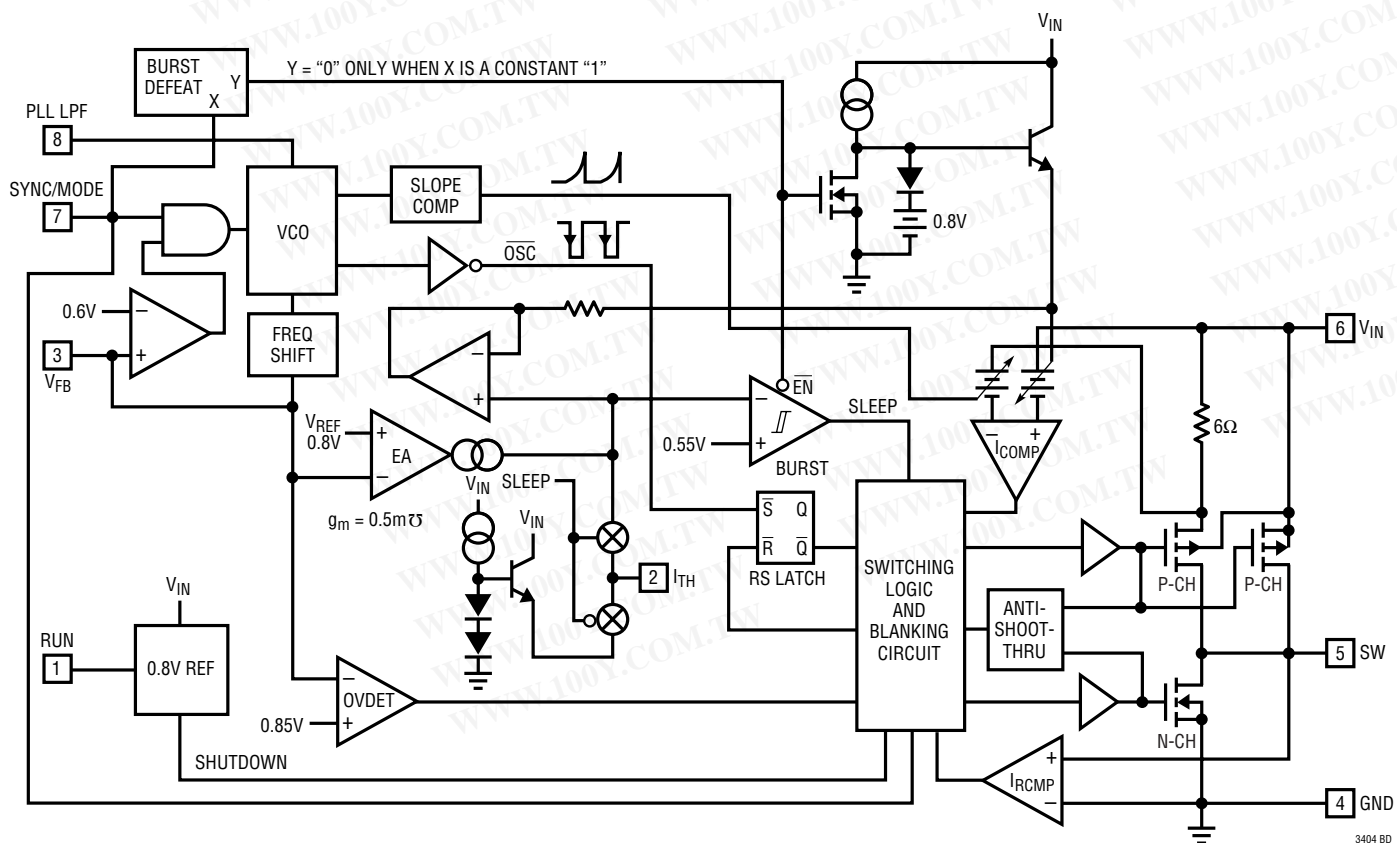 V_IN
BURST
DEFEAT
Y
X
Y = “0” ONLY WHEN X IS A CONSTANT “1”
PLL LPF
8
SYNC/MODE
7
VCO
SLOPE
COMP
0.8V
O̅S̅C̅
0.6V
−
+
FREQ
SHIFT
3
V_FB
6
V_IN
−
+
V_REF
0.8V
+
−
EA
g_m = 0.5m℧
−
E̅N̅
0.55V
+
BURST
SLEEP
− +
I_COMP
6Ω
SLEEP
V_IN
V_IN
S̅ Q
R̅ Q̅
RS LATCH
SWITCHING
LOGIC
AND
BLANKING
CIRCUIT
P-CH
P-CH
2
I_TH
ANTI-
SHOOT-
THRU
V_IN
RUN
1
0.8V REF
5
SW
−
0.85V
+
OVDET
N-CH
SHUTDOWN
I_RCMP
+
−
4
GND
3404 BD
WWW.100Y.COM.TW